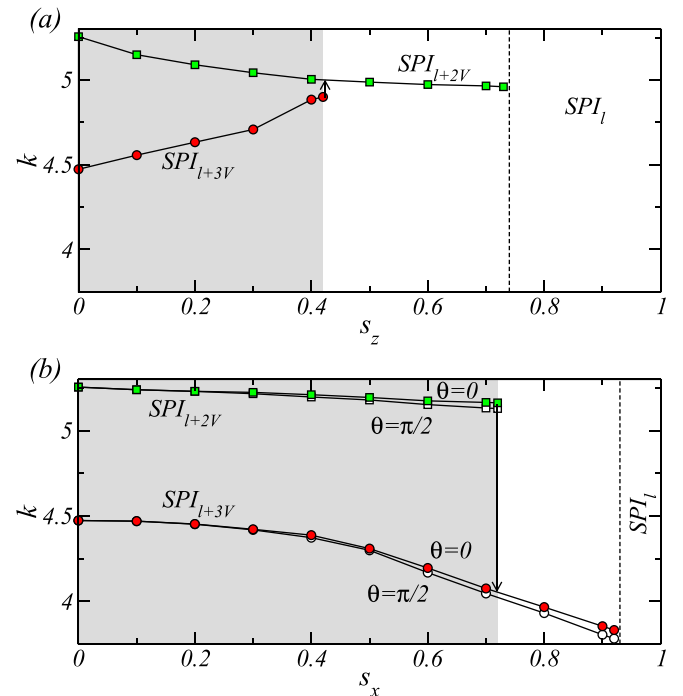 (a)
5
4.5
4
k
SPI_{l+2V}
SPI_l
SPI_{l+3V}
0 0.2 0.4 0.6 0.8 1
s_z
(b)
5
4.5
4
k
θ=0
SPI_{l+2V}
θ=π/2
SPI_{l+3V}
θ=0
θ=π/2
SPI_l
0 0.2 0.4 0.6 0.8 1
s_x